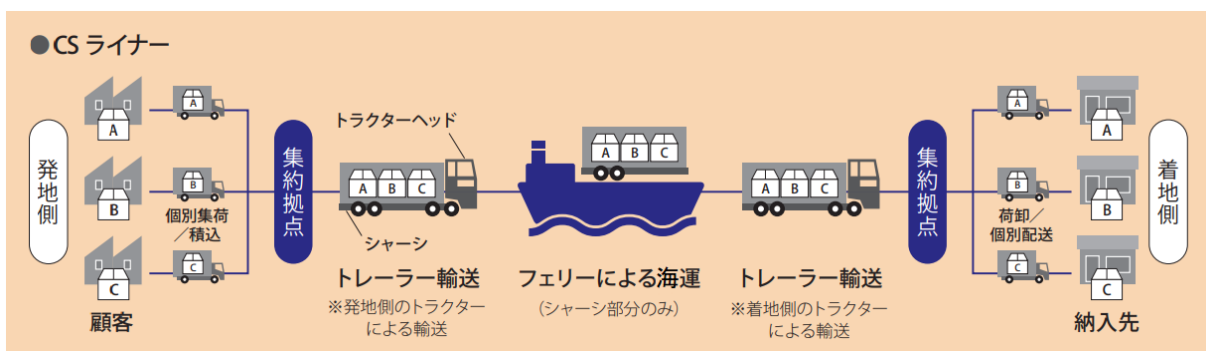 ●CS ライナー
発地側
A
B
C
顧客
A
B
C
個別集荷
／積込
集約拠点
トラクターヘッド
A B C
シャーシ
トレーラー輸送
※発地側のトラクター
による輸送
A B C
フェリーによる海運
(シャーシ部分のみ)
A B C
トレーラー輸送
※着地側のトラクター
による輸送
集約拠点
A
B
荷卸／
個別配送
C
A
B
C
納入先
着地側